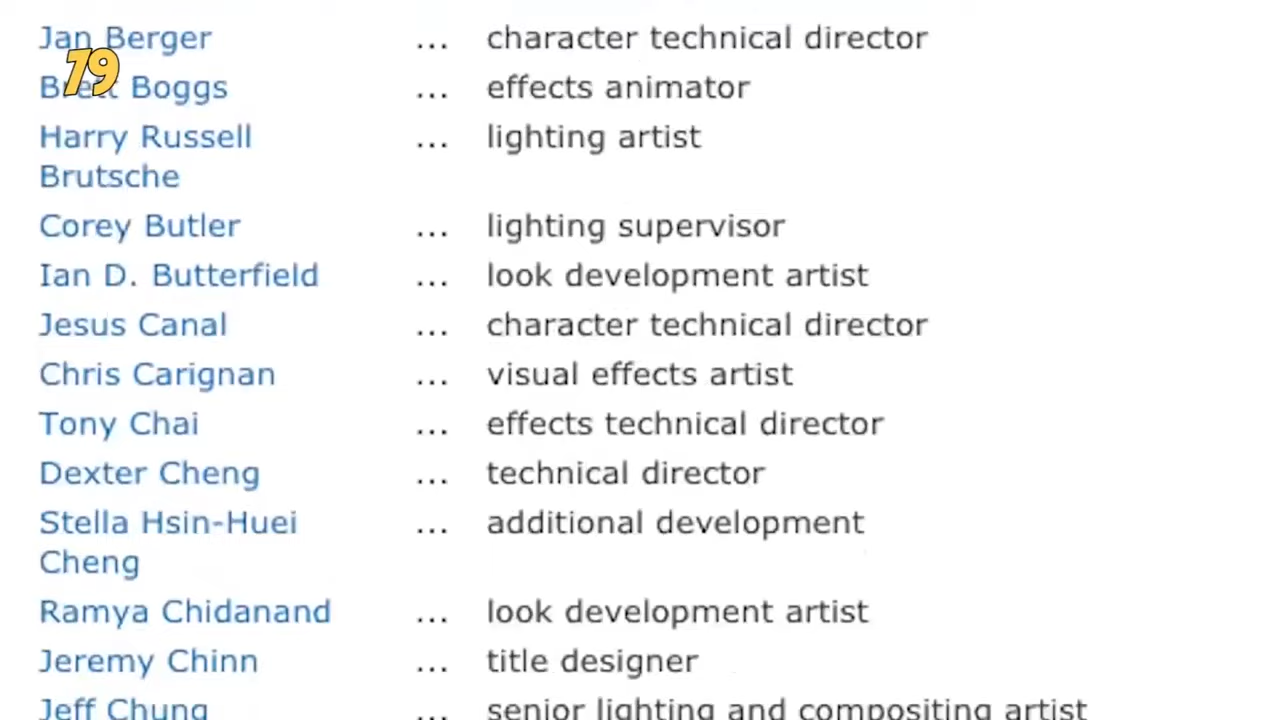 Jan Berger ... character technical director
79
Brett Boggs ... effects animator
Harry Russell ... lighting artist
Brutsche
Corey Butler ... lighting supervisor
Ian D. Butterfield ... look development artist
Jesus Canal ... character technical director
Chris Carignan ... visual effects artist
Tony Chai ... effects technical director
Dexter Cheng ... technical director
Stella Hsin-Huei ... additional development
Cheng
Ramya Chidanand ... look development artist
Jeremy Chinn ... title designer
Jeff Chung ... senior lighting and compositing artist